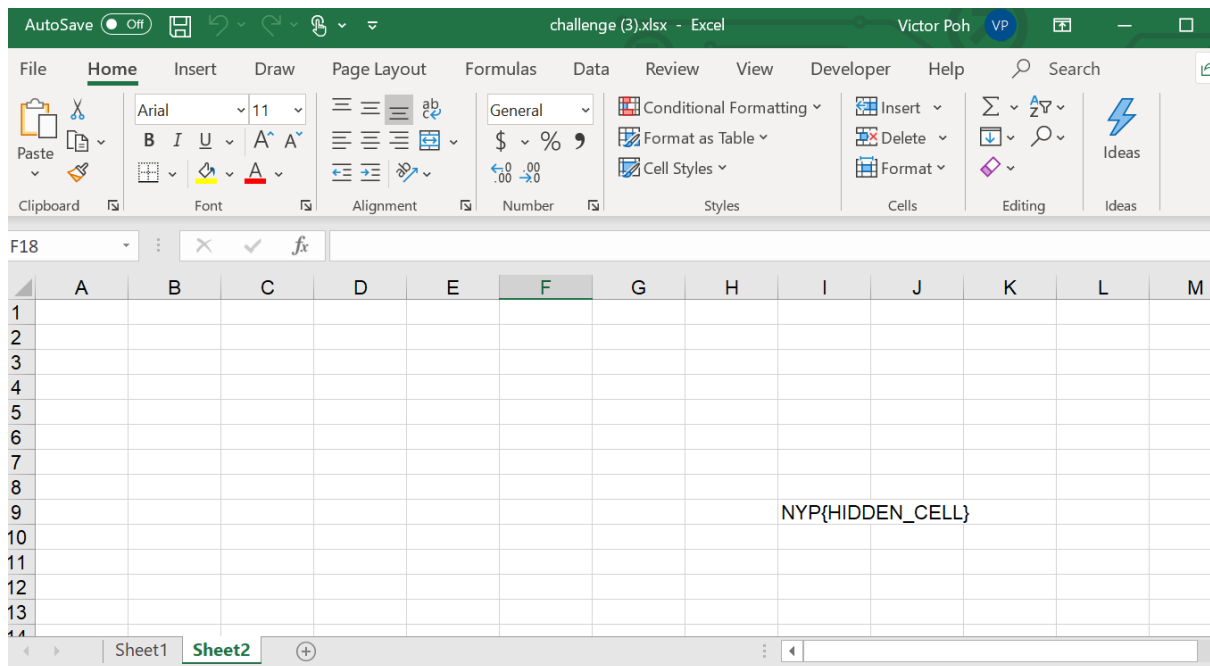 AutoSave Off challenge (3).xlsx - Excel Victor Poh VP
File Home Insert Draw Page Layout Formulas Data Review View Developer Help Search
Arial 11 General Conditional Formatting Insert
Paste B I U A A $ % Format as Table Delete Ideas
A Cell Styles Format
Clipboard Font Alignment Number Styles Cells Editing Ideas
F18 fx
A B C D E F G H I J K L M
1
2
3
4
5
6
7
8
9 NYP{HIDDEN_CELL}
10
11
12
13
14
Sheet1 Sheet2